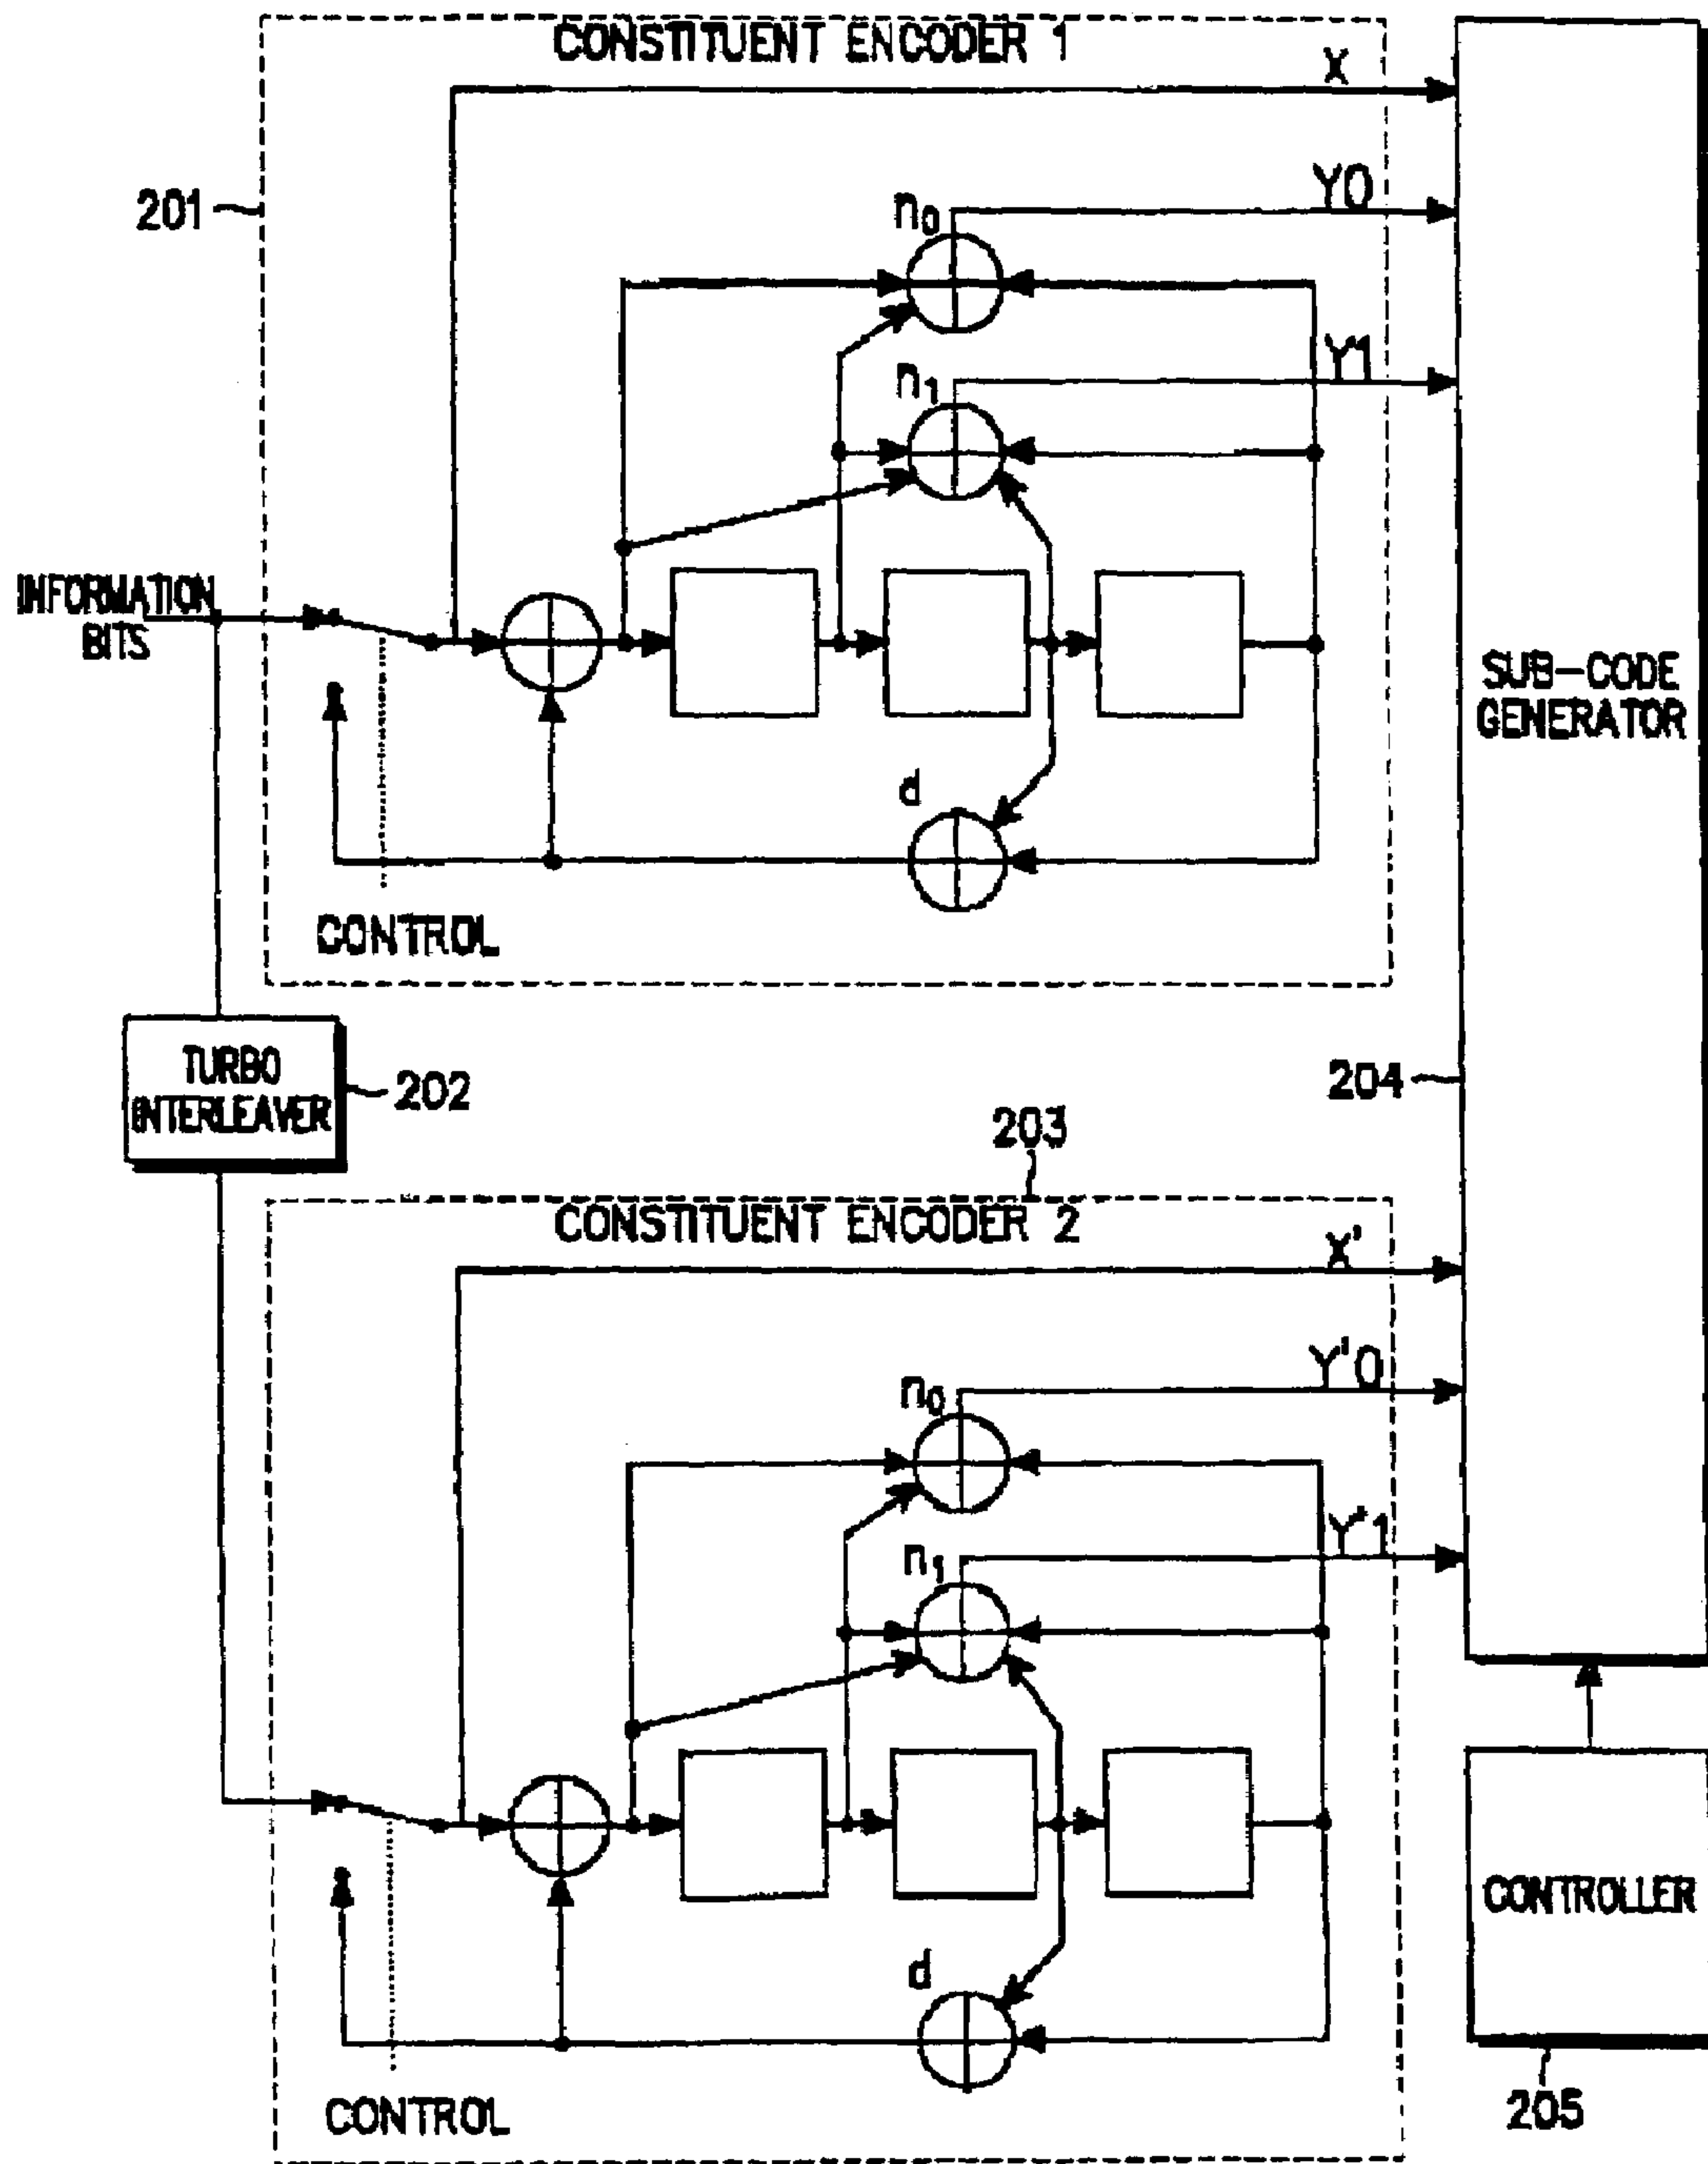 CONSTITUENT ENCODER 1
X
201
Y0
n0
Y1
n1
INFORMATION
BITS
SUB-CODE
GENERATOR
d
CONTROL
TURBO
INTERLEAVER
202
204
203
CONSTITUENT ENCODER 2
X'
Y'0
n0
Y'1
n1
CONTROLLER
d
CONTROL
205